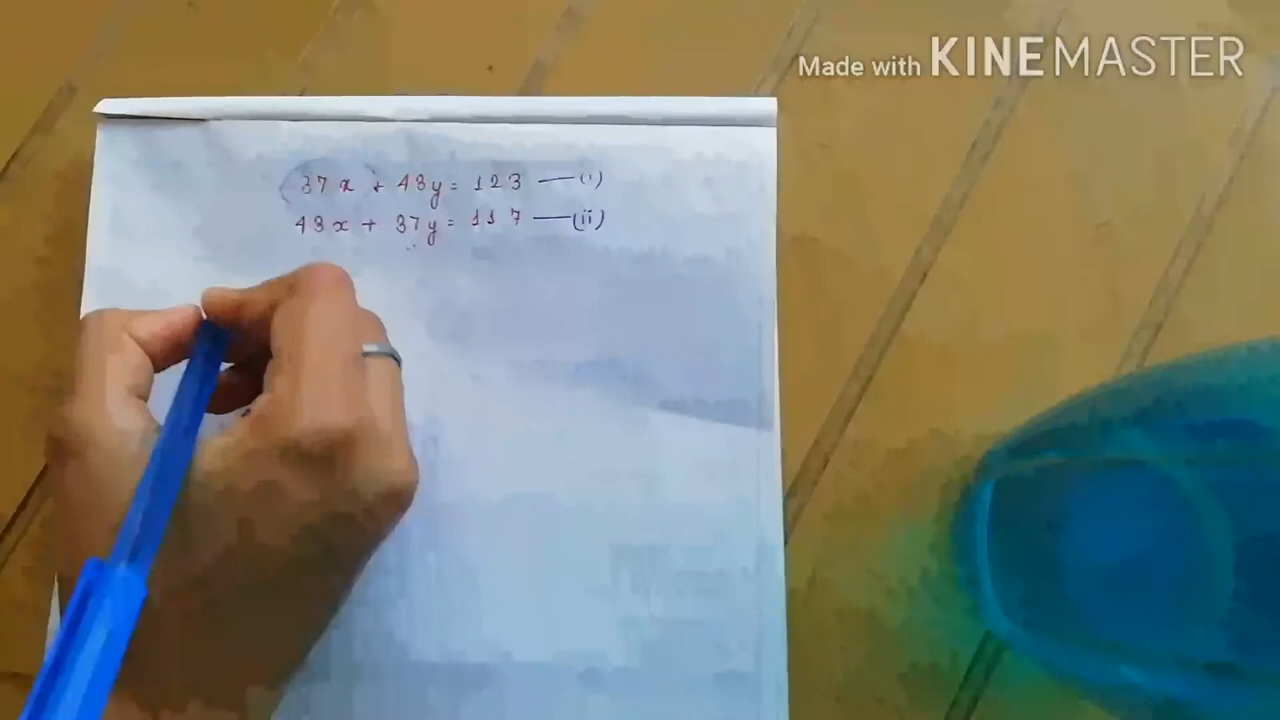 Made with KINEMASTER
37x + 43y = 123 —(i)
43x + 37y = 117 —(ii)